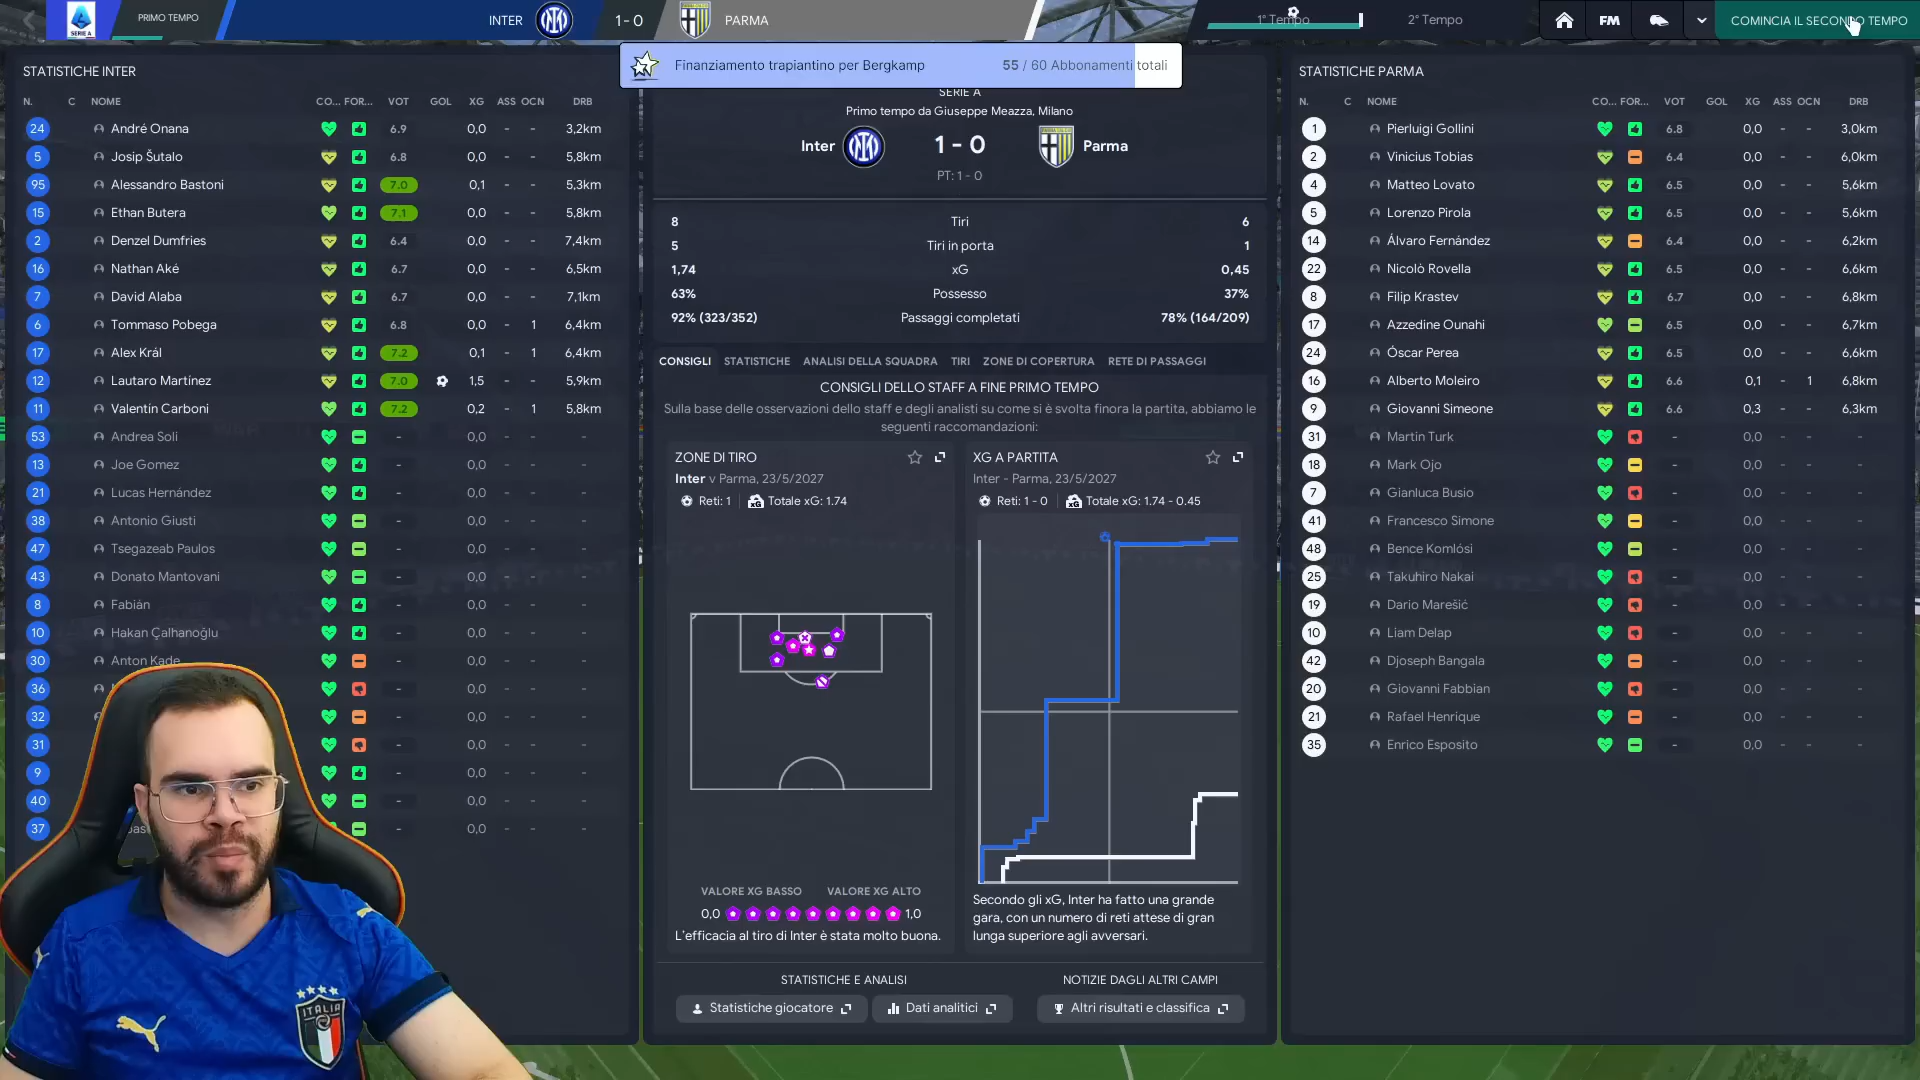 SERIE A
PRIMO TEMPO
INTER
1 - 0
PARMA
1° Tempo
2° Tempo
FM
COMINCIA IL SECONDO TEMPO
Finanziamento trapiantino per Bergkamp 55 / 60 Abbonamenti totali
STATISTICHE INTER
N. C NOME CO... FOR... VOT GOL XG ASS OCN DRB
24 André Onana 6.9 0,0 - - 3,2km
5 Josip Šutalo 6.8 0,0 - - 5,8km
95 Alessandro Bastoni 7.0 0,1 - - 5,3km
15 Ethan Butera 7.1 0,0 - - 5,8km
2 Denzel Dumfries 6.4 0,0 - - 7,4km
16 Nathan Aké 6.7 0,0 - - 6,5km
7 David Alaba 6.7 0,0 - - 7,1km
6 Tommaso Pobega 6.8 0,0 - 1 6,4km
17 Alex Král 7.2 0,1 - 1 6,4km
12 Lautaro Martínez 7.0 1,5 - - 5,9km
11 Valentín Carboni 7.2 0,2 - 1 5,8km
53 Andrea Soli - 0,0 - - -
13 Joe Gomez - 0,0 - - -
21 Lucas Hernández - 0,0 - - -
38 Antonio Giusti - 0,0 - - -
47 Tsegazeab Paulos - 0,0 - - -
43 Donato Mantovani - 0,0 - - -
8 Fabián - 0,0 - - -
10 Hakan Çalhanoğlu - 0,0 - - -
30 Anton Kade - 0,0 - - -
36 - 0,0 - - -
32 - 0,0 - - -
31 - 0,0 - - -
9 - 0,0 - - -
40 - 0,0 - - -
37 - 0,0 - - -
ITALIA
SERIE A
Primo tempo da Giuseppe Meazza, Milano
Inter 1 - 0 Parma
PT: 1 - 0
8 Tiri 6
5 Tiri in porta 1
1,74 xG 0,45
63% Possesso 37%
92% (323/352) Passaggi completati 78% (164/209)
CONSIGLI STATISTICHE ANALISI DELLA SQUADRA TIRI ZONE DI COPERTURA RETE DI PASSAGGI
CONSIGLI DELLO STAFF A FINE PRIMO TEMPO
Sulla base delle osservazioni dello staff e degli analisti su come si è svolta finora la partita, abbiamo le
seguenti raccomandazioni:
ZONE DI TIRO
Inter v Parma, 23/5/2027
Reti: 1 xG Totale xG: 1.74
VALORE XG BASSO VALORE XG ALTO
0,0 1,0
L'efficacia al tiro di Inter è stata molto buona.
XG A PARTITA
Inter - Parma, 23/5/2027
Reti: 1 - 0 xG Totale xG: 1.74 - 0.45
Secondo gli xG, Inter ha fatto una grande
gara, con un numero di reti attese di gran
lunga superiore agli avversari.
STATISTICHE E ANALISI
Statistiche giocatore
Dati analitici
NOTIZIE DAGLI ALTRI CAMPI
Altri risultati e classifica
STATISTICHE PARMA
N. C NOME CO... FOR... VOT GOL XG ASS OCN DRB
1 Pierluigi Gollini 6.8 0,0 - - 3,0km
2 Vinicius Tobias 6.4 0,0 - - 6,0km
4 Matteo Lovato 6.5 0,0 - - 5,6km
5 Lorenzo Pirola 6.5 0,0 - - 5,6km
14 Álvaro Fernández 6.4 0,0 - - 6,2km
22 Nicolò Rovella 6.5 0,0 - - 6,6km
8 Filip Krastev 6.7 0,0 - - 6,8km
17 Azzedine Ounahi 6.5 0,0 - - 6,7km
24 Óscar Perea 6.5 0,0 - - 6,6km
16 Alberto Moleiro 6.6 0,1 - 1 6,8km
9 Giovanni Simeone 6.6 0,3 - - 6,3km
31 Martin Turk - 0,0 - - -
18 Mark Ojo - 0,0 - - -
7 Gianluca Busio - 0,0 - - -
41 Francesco Simone - 0,0 - - -
48 Bence Komlósi - 0,0 - - -
25 Takuhiro Nakai - 0,0 - - -
19 Dario Marešić - 0,0 - - -
10 Liam Delap - 0,0 - - -
42 Djoseph Bangala - 0,0 - - -
20 Giovanni Fabbian - 0,0 - - -
21 Rafael Henrique - 0,0 - - -
35 Enrico Esposito - 0,0 - - -